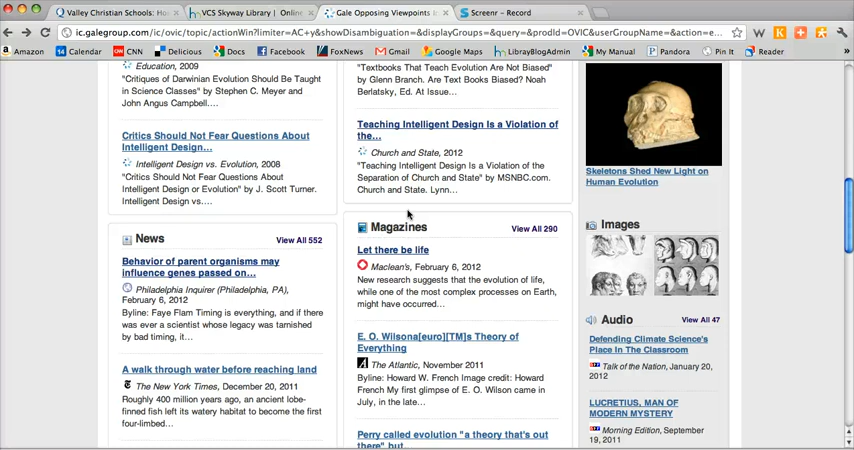 Valley Christian Schools: Ho
VCS Skyway Library | Online
Gale Opposing Viewpoints I
Screenr – Record
ic.galegroup.com/ic/ovic/topic/actionWin?limiter=AC+y&showDisambiguation=&displayGroups=&query=&prodId=OVIC&userGroupName=&action=e...
Amazon
Calendar
CNN
Delicious
Docs
Facebook
FoxNews
Gmail
Google Maps
LibrayBlogAdmin
My Manual
Pandora
Pin It
Reader
Education, 2009
"Critiques of Darwinian Evolution Should Be Taught
in Science Classes" by Stephen C. Meyer and
John Angus Campbell....
Critics Should Not Fear Questions About
Intelligent Design...
Intelligent Design vs. Evolution, 2008
"Critics Should Not Fear Questions About
Intelligent Design or Evolution" by J. Scott Turner.
Intelligent Design vs....
News
View All 552
Behavior of parent organisms may
influence genes passed on...
Philadelphia Inquirer (Philadelphia, PA),
February 6, 2012
Byline: Faye Flam Timing is everything, and if there
was ever a scientist whose legacy was tarnished
by bad timing, it...
A walk through water before reaching land
The New York Times, December 20, 2011
Roughly 400 million years ago, an ancient lobe-
finned fish left its watery habitat to become the first
four-limbed...
"Textbooks That Teach Evolution Are Not Biased"
by Glenn Branch. Are Text Books Biased? Noah
Berlatsky, Ed. At Issue...
Teaching Intelligent Design Is a Violation of
the...
Church and State, 2012
"Teaching Intelligent Design Is a Violation of the
Separation of Church and State" by MSNBC.com.
Church and State. Lynn...
Magazines
View All 290
Let there be life
Maclean's, February 6, 2012
New research suggests that the evolution of life,
while one of the most complex processes on Earth,
might have occurred...
E. O. Wilsona[euro][TM]s Theory of
Everything
The Atlantic, November 2011
Byline: Howard W. French Image credit: Howard
French My first glimpse of E. O. Wilson came in
July, in the late...
Perry called evolution "a theory that's out
there" but
Skeletons Shed New Light on
Human Evolution
Images
Audio
View All 47
Defending Climate Science's
Place In The Classroom
Talk of the Nation, January 20,
2012
LUCRETIUS, MAN OF
MODERN MYSTERY
Morning Edition, September
19, 2011